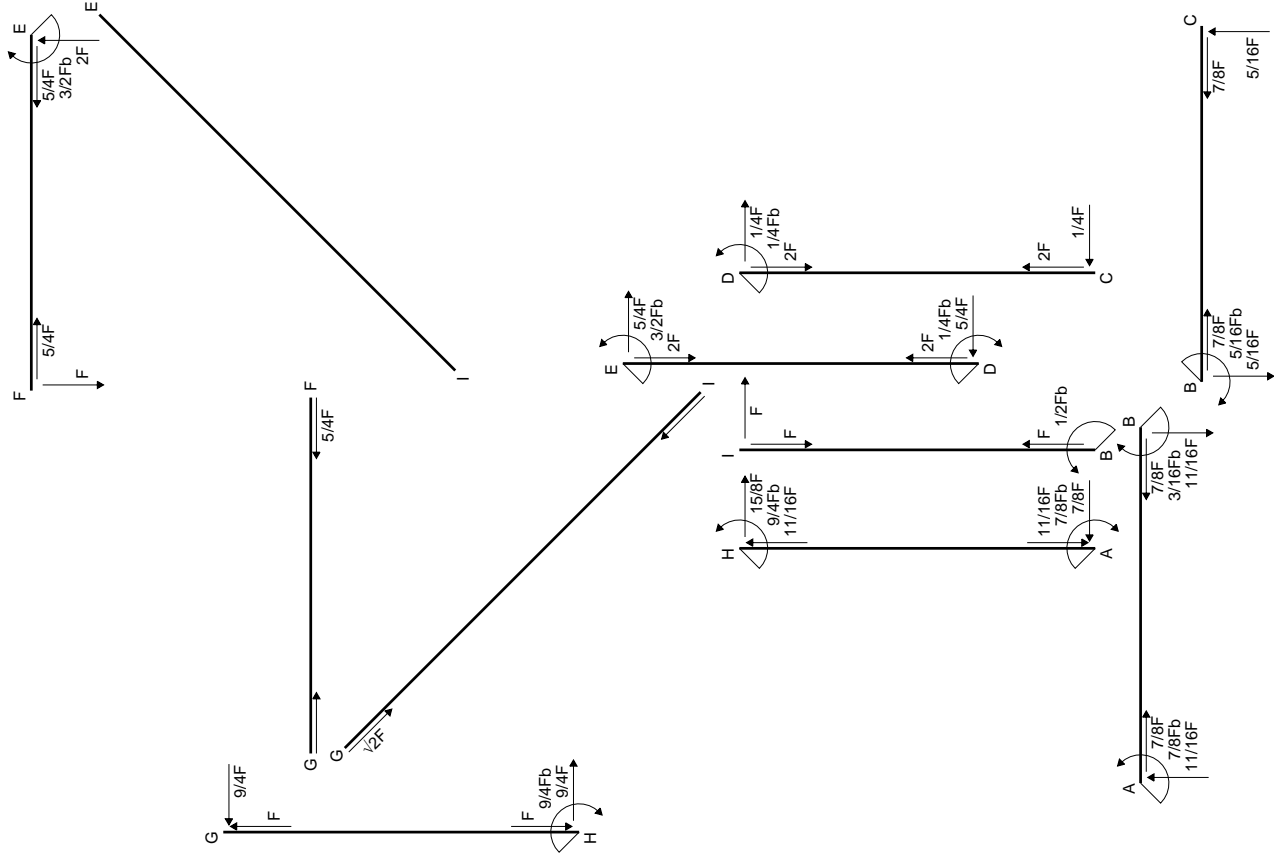 F
E
F
5/4F
5/4F
3/2Fb
2F
E
I
G
F
5/4F
G
√2F
I
G
9/4F
F
F
9/4Fb
9/4F
H
E
5/4F
3/2Fb
2F
2F
1/4Fb
5/4F
D
D
1/4F
1/4Fb
2F
2F
1/4F
C
I
F
F
F
1/2Fb
B
H
15/8F
9/4Fb
11/16F
11/16F
7/8Fb
7/8F
A
A
7/8F
7/8Fb
11/16F
B
7/8F
3/16Fb
11/16F
B
7/8F
5/16Fb
5/16F
C
7/8F
5/16F